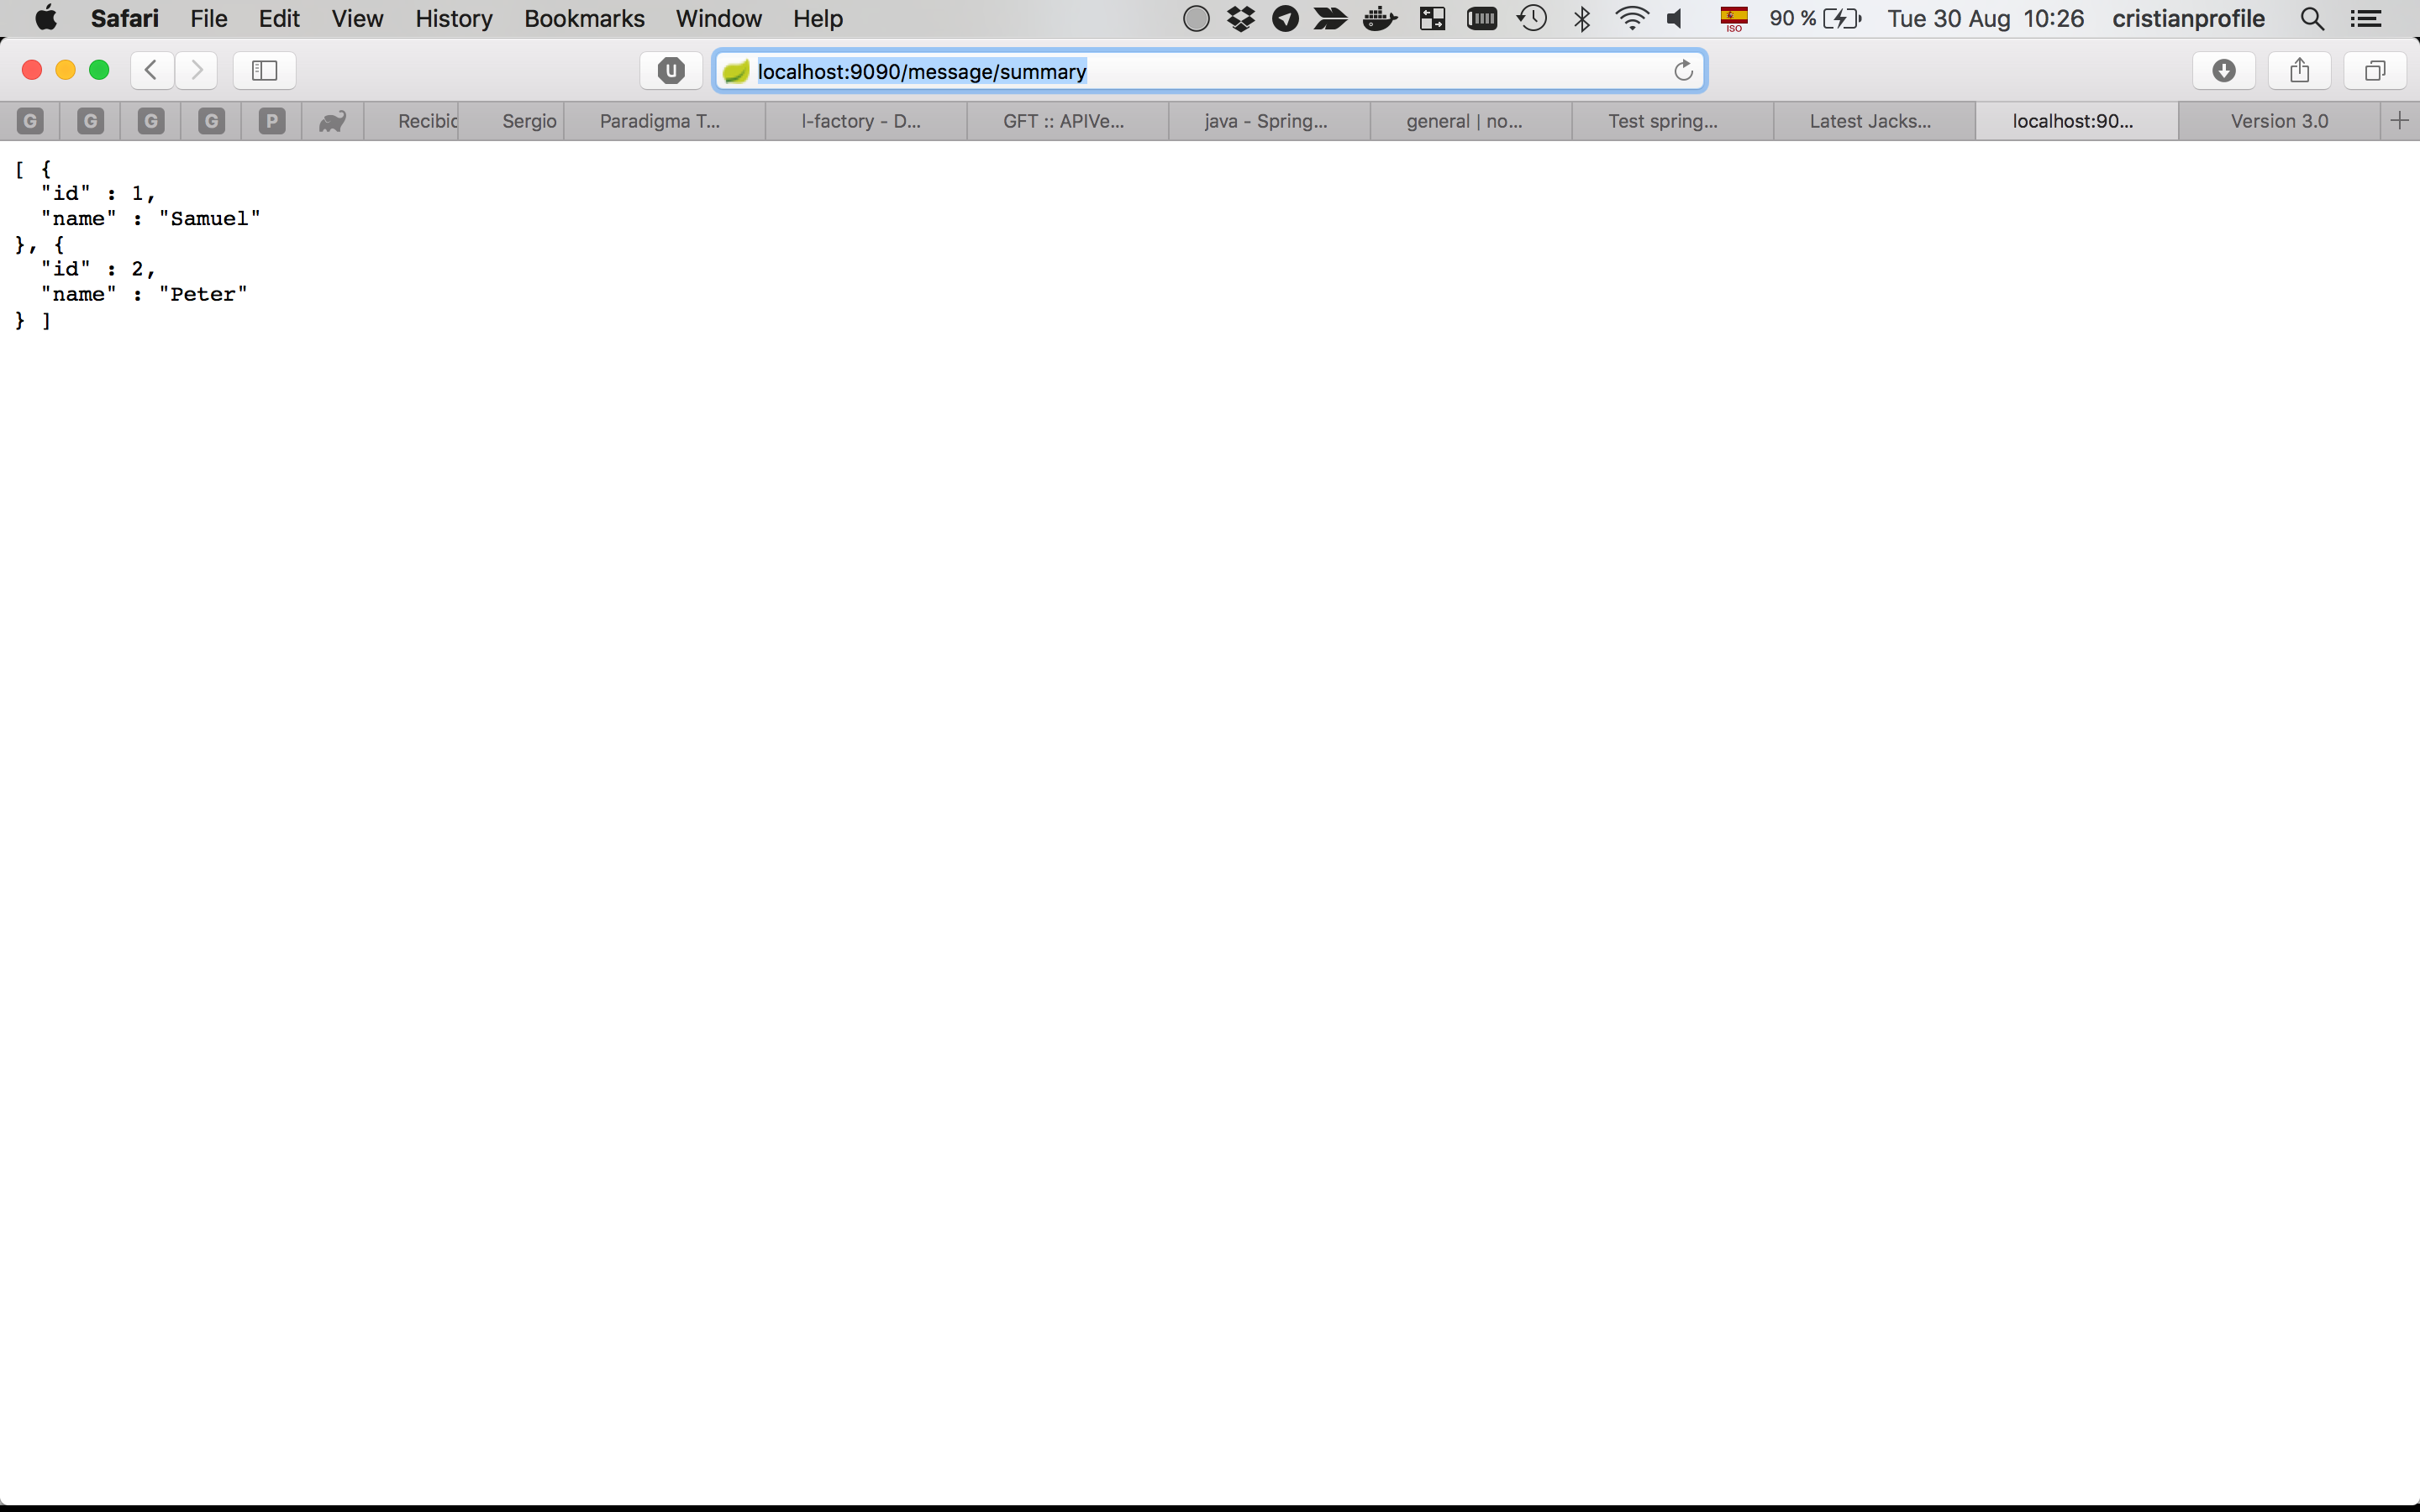 Safari File Edit View History Bookmarks Window Help ISO 90 % Tue 30 Aug 10:26 cristianprofile
U localhost:9090/message/summary
G G G G P Recibic Sergio Paradigma T... I-factory - D... GFT :: APIVe... java - Spring... general | no... Test spring... Latest Jacks... localhost:90... Version 3.0
[ {
"id" : 1,
"name" : "Samuel"
}, {
"id" : 2,
"name" : "Peter"
} ]